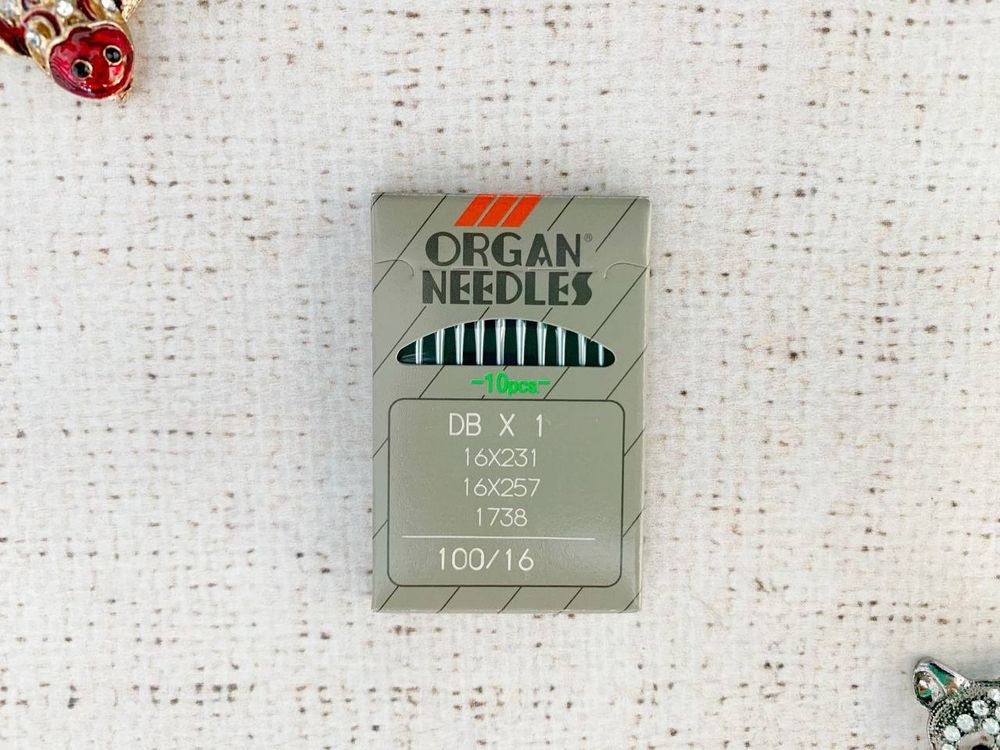 ORGAN®
NEEDLES
-10pcs.-
DB X 1
16X231
16X257
1738
100/16